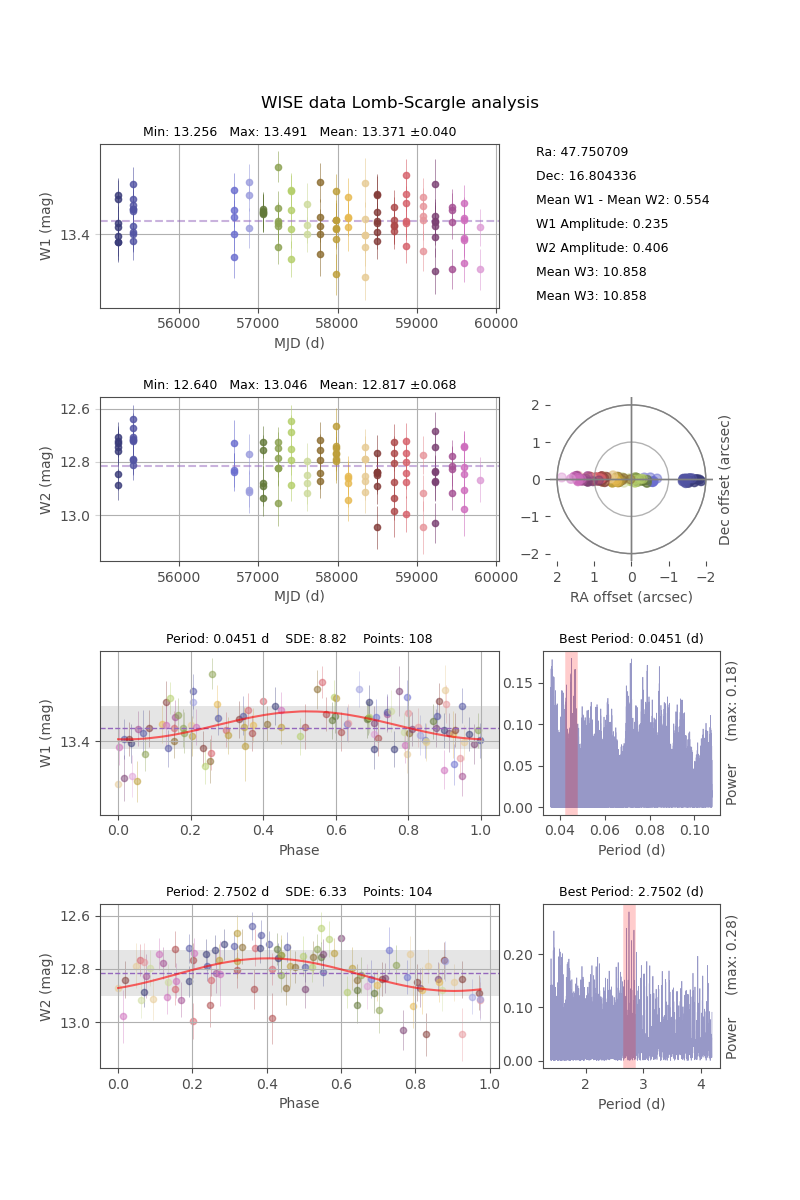 WISE data Lomb-Scargle analysis
Min: 13.256   Max: 13.491   Mean: 13.371 ±0.040
W1 (mag)
13.4
56000 57000 58000 59000 60000
MJD (d)
Ra: 47.750709
Dec: 16.804336
Mean W1 - Mean W2: 0.554
W1 Amplitude: 0.235
W2 Amplitude: 0.406
Mean W3: 10.858
Mean W3: 10.858
Min: 12.640   Max: 13.046   Mean: 12.817 ±0.068
W2 (mag)
12.6
12.8
13.0
56000 57000 58000 59000 60000
MJD (d)
2
1
0
−1
−2
2 1 0 −1 −2
RA offset (arcsec)
Dec offset (arcsec)
Period: 0.0451 d    SDE: 8.82    Points: 108
W1 (mag)
13.4
0.0 0.2 0.4 0.6 0.8 1.0
Phase
Best Period: 0.0451 (d)
0.15
0.10
0.05
0.00
0.04 0.06 0.08 0.10
Period (d)
Power     (max: 0.18)
Period: 2.7502 d    SDE: 6.33    Points: 104
W2 (mag)
12.6
12.8
13.0
0.0 0.2 0.4 0.6 0.8 1.0
Phase
Best Period: 2.7502 (d)
0.20
0.10
0.00
2 3 4
Period (d)
Power     (max: 0.28)